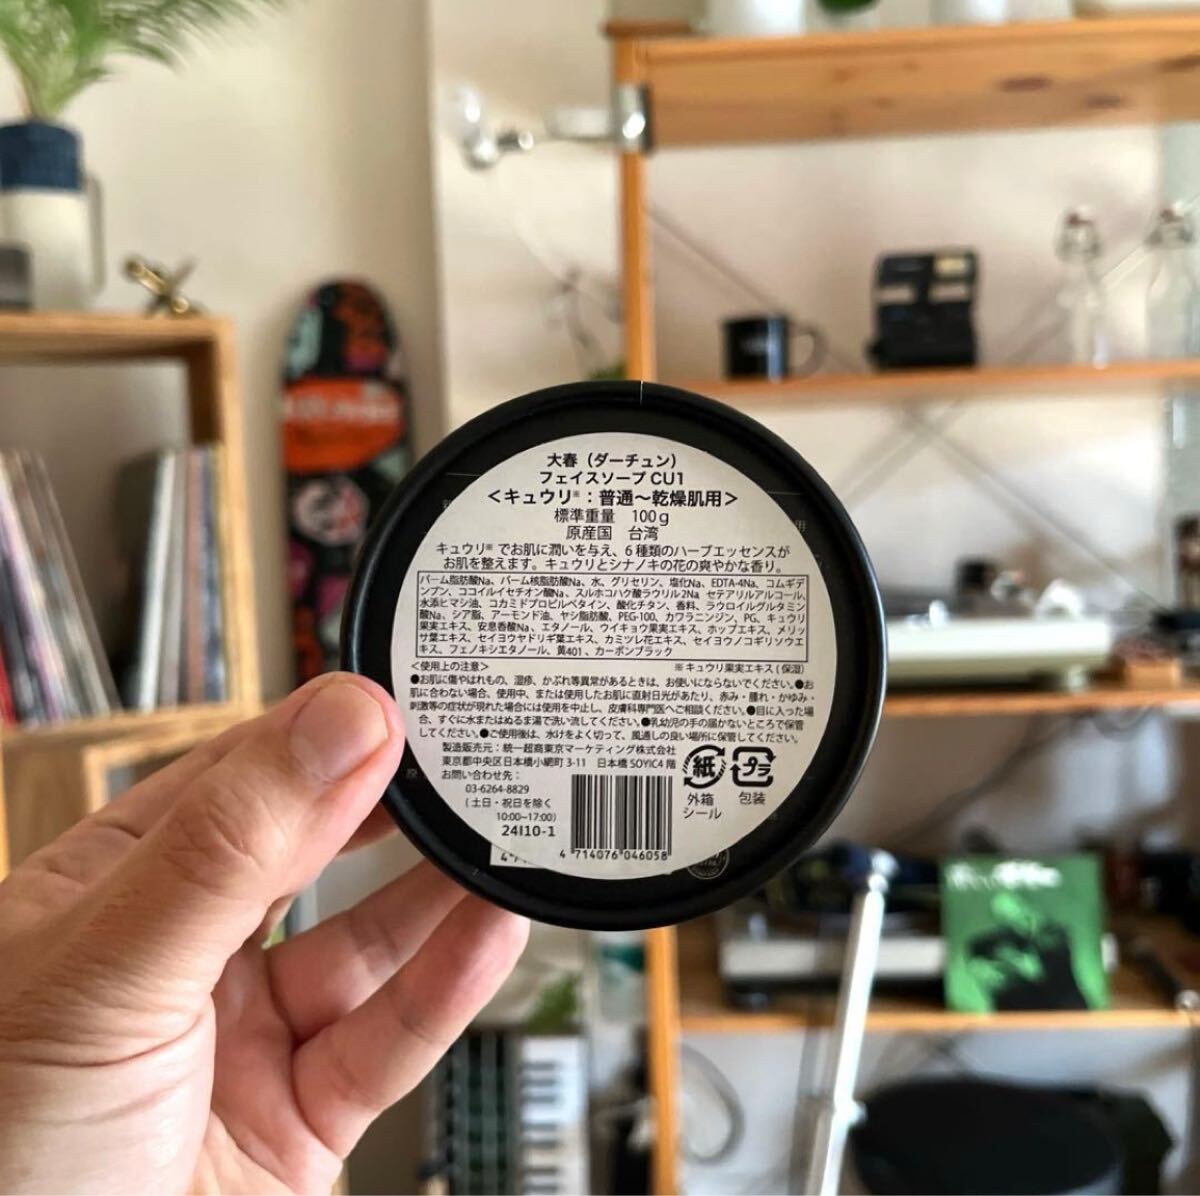 大春（ダーチュン）
フェイスソープ CU1
＜キュウリ※：普通～乾燥肌用＞
標準重量　100g
原産国　台湾
キュウリ※でお肌に潤いを与え、6種類のハーブエッセンスが
お肌を整えます。キュウリとシナノキの花の爽やかな香り。
パーム脂肪酸Na、パーム核脂肪酸Na、水、グリセリン、塩化Na、EDTA-4Na、コムギデ
ンプン、ココイルイセチオン酸Na、スルホコハク酸ラウリル2Na セテアリルアルコール、
水添ヒマシ油、コカミドプロピルベタイン、酸化チタン、香料、ラウロイルグルタミン
酸Na、シア脂、アーモンド油、ヤシ脂肪酸、PEG-100、カワラニンジン、PG、キュウリ
果実エキス、安息香酸Na、エタノール、ウイキョウ果実エキス、ホップエキス、メリッ
サ葉エキス、セイヨウヤドリギ葉エキス、カミツレ花エキス、セイヨウノコギリソウエ
キス、フェノキシエタノール、黄401、カーボンブラック
＜使用上の注意＞　※キュウリ果実エキス（保湿）
●お肌に傷やはれもの、湿疹、かぶれ等異常があるときは、お使いにならないでください。●お
肌に合わない場合、使用中、または使用したお肌に直射日光があたり、赤み・腫れ・かゆみ・
刺激等の症状が現れた場合には使用を中止し、皮膚科専門医へご相談ください。●目に入った場
合、すぐに水またはぬるま湯で洗い流してください。●乳幼児の手の届かないところで保管
してください。●ご使用後は、水けをよく切って、風通しの良い場所に保管してください。
製造販売元：統一超商東京マーケティング株式会社
東京都中央区日本橋小網町 3-11　日本橋 SOYIC4 階
お問い合わせ先：
03-6264-8829
（土日・祝日を除く
10:00~17:00）
24I10-1
4 714076 046058
紙
外箱
シール
プラ
包装